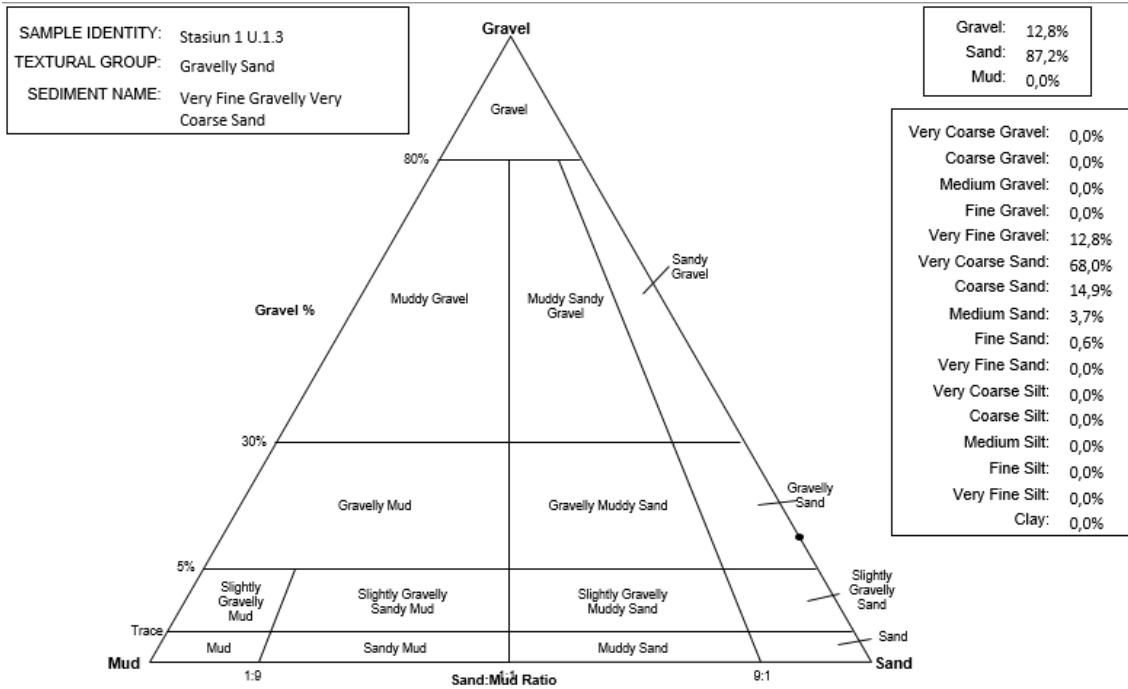 SAMPLE IDENTITY: Stasiun 1 U.1.3
TEXTURAL GROUP: Gravelly Sand
SEDIMENT NAME: Very Fine Gravelly Very
Coarse Sand
Gravel: 12,8%
Sand: 87,2%
Mud: 0,0%
Very Coarse Gravel: 0,0%
Coarse Gravel: 0,0%
Medium Gravel: 0,0%
Fine Gravel: 0,0%
Very Fine Gravel: 12,8%
Very Coarse Sand: 68,0%
Coarse Sand: 14,9%
Medium Sand: 3,7%
Fine Sand: 0,6%
Very Fine Sand: 0,0%
Very Coarse Silt: 0,0%
Coarse Silt: 0,0%
Medium Silt: 0,0%
Fine Silt: 0,0%
Very Fine Silt: 0,0%
Clay: 0,0%
Gravel
Gravel
80%
Sandy
Gravel
Muddy Gravel
Muddy Sandy
Gravel
Gravel %
30%
Gravelly Mud
Gravelly Muddy Sand
Gravelly
Sand
5%
Slightly
Gravelly
Mud
Slightly Gravelly
Sandy Mud
Slightly Gravelly
Muddy Sand
Slightly
Gravelly
Sand
Trace
Mud
Sandy Mud
Muddy Sand
Sand
Mud
Sand
1:9
1:1
9:1
Sand:Mud Ratio